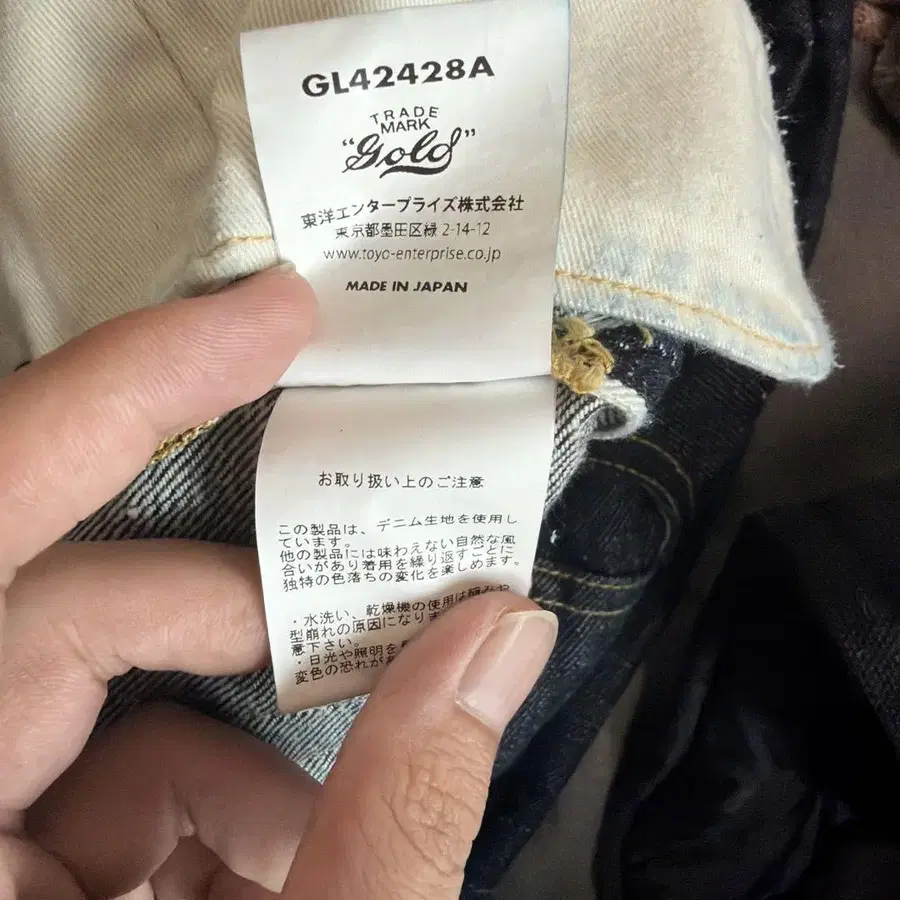 GL42428A
TRADE
MARK
"Gold"
東洋エンタープライズ株式会社
東京都墨田区緑 2-14-12
www.toyo-enterprise.co.jp
MADE IN JAPAN
お取り扱い上のご注意
この製品は、デニム生地を使用し
ています。
他の製品には味わえない自然な風
合いがあり着用を繰り返すごとに
独特の色落ちの変化を楽しめます。
・水洗い、乾燥機の使用は縮みや
型崩れの原因になりま
意下さい。
・日光や照明を
変色の恐れが